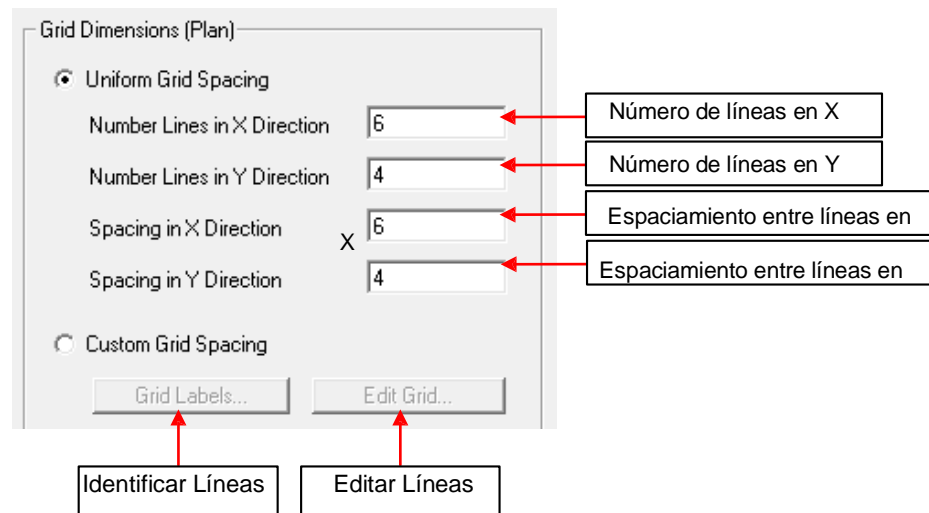 Grid Dimensions (Plan)
Uniform Grid Spacing
Number Lines in X Direction 6 Número de líneas en X
Number Lines in Y Direction 4 Número de líneas en Y
Spacing in X Direction X 6 Espaciamiento entre líneas en
Spacing in Y Direction 4 Espaciamiento entre líneas en
Custom Grid Spacing
Grid Labels... Edit Grid...
Identificar Líneas Editar Líneas